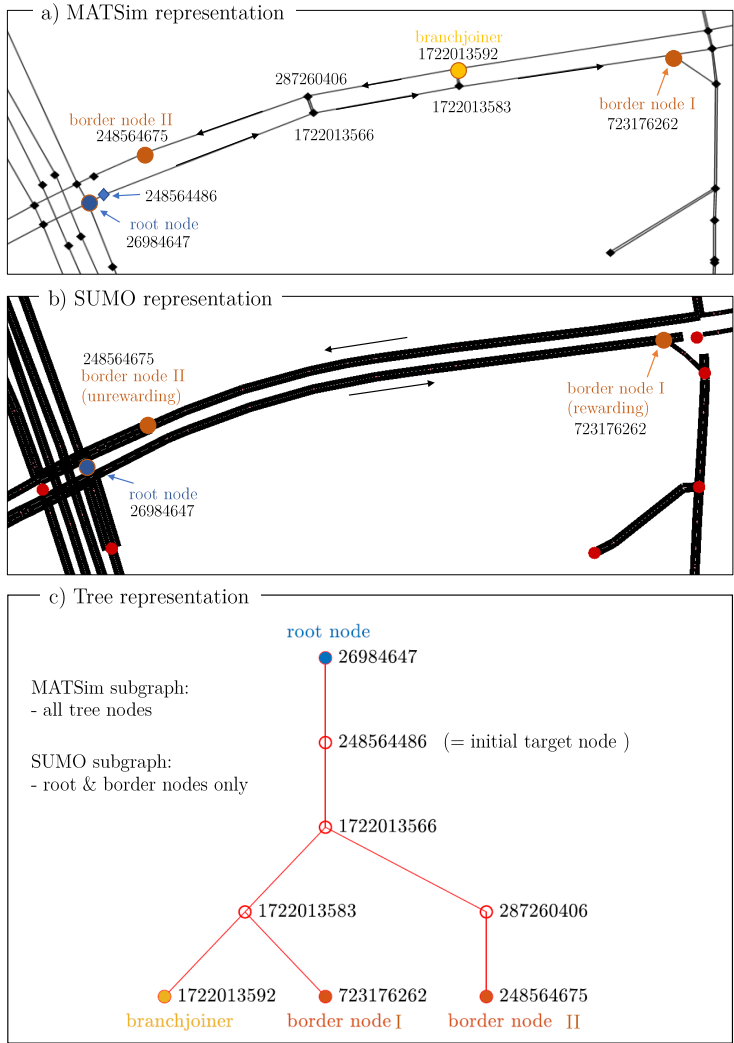 a) MATSim representation
branchjoiner
1722013592
287260406
1722013583
border node I
723176262
border node II
248564675
1722013566
248564486
root node
26984647
b) SUMO representation
248564675
border node II
(unrewarding)
border node I
(rewarding)
723176262
root node
26984647
c) Tree representation
root node
26984647
MATSim subgraph:
- all tree nodes
248564486 (= initial target node )
SUMO subgraph:
- root & border nodes only
1722013566
1722013583
287260406
1722013592
723176262
248564675
branchjoiner
border node I
border node II